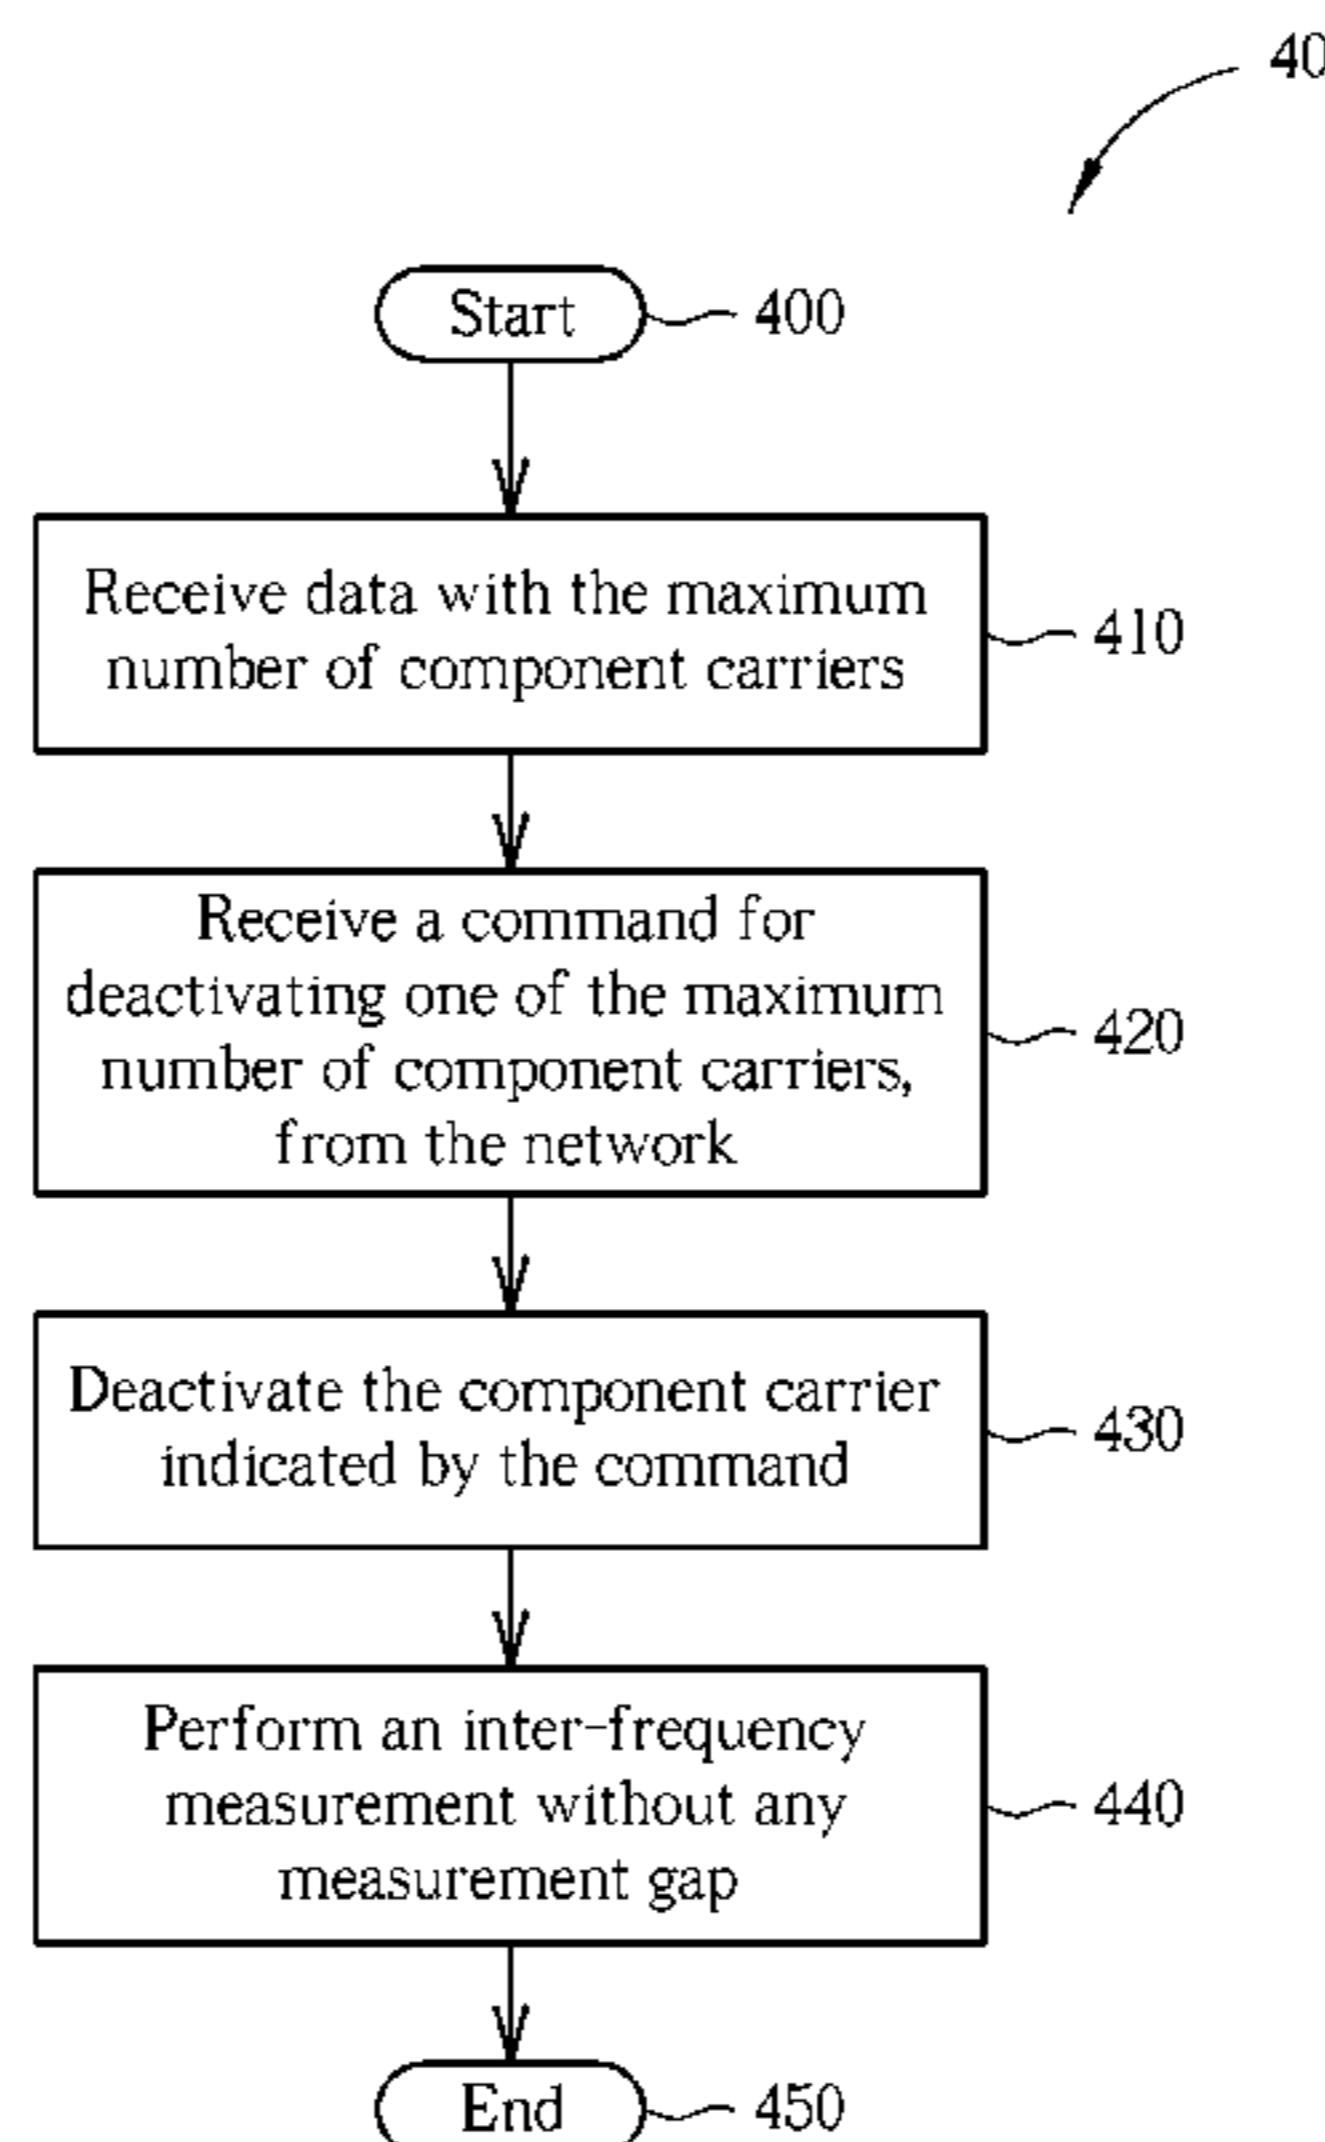 40
Start
400
Receive data with the maximum
number of component carriers
410
Receive a command for
deactivating one of the maximum
number of component carriers,
from the network
420
Deactivate the component carrier
indicated by the command
430
Perform an inter-frequency
measurement without any
measurement gap
440
End
450